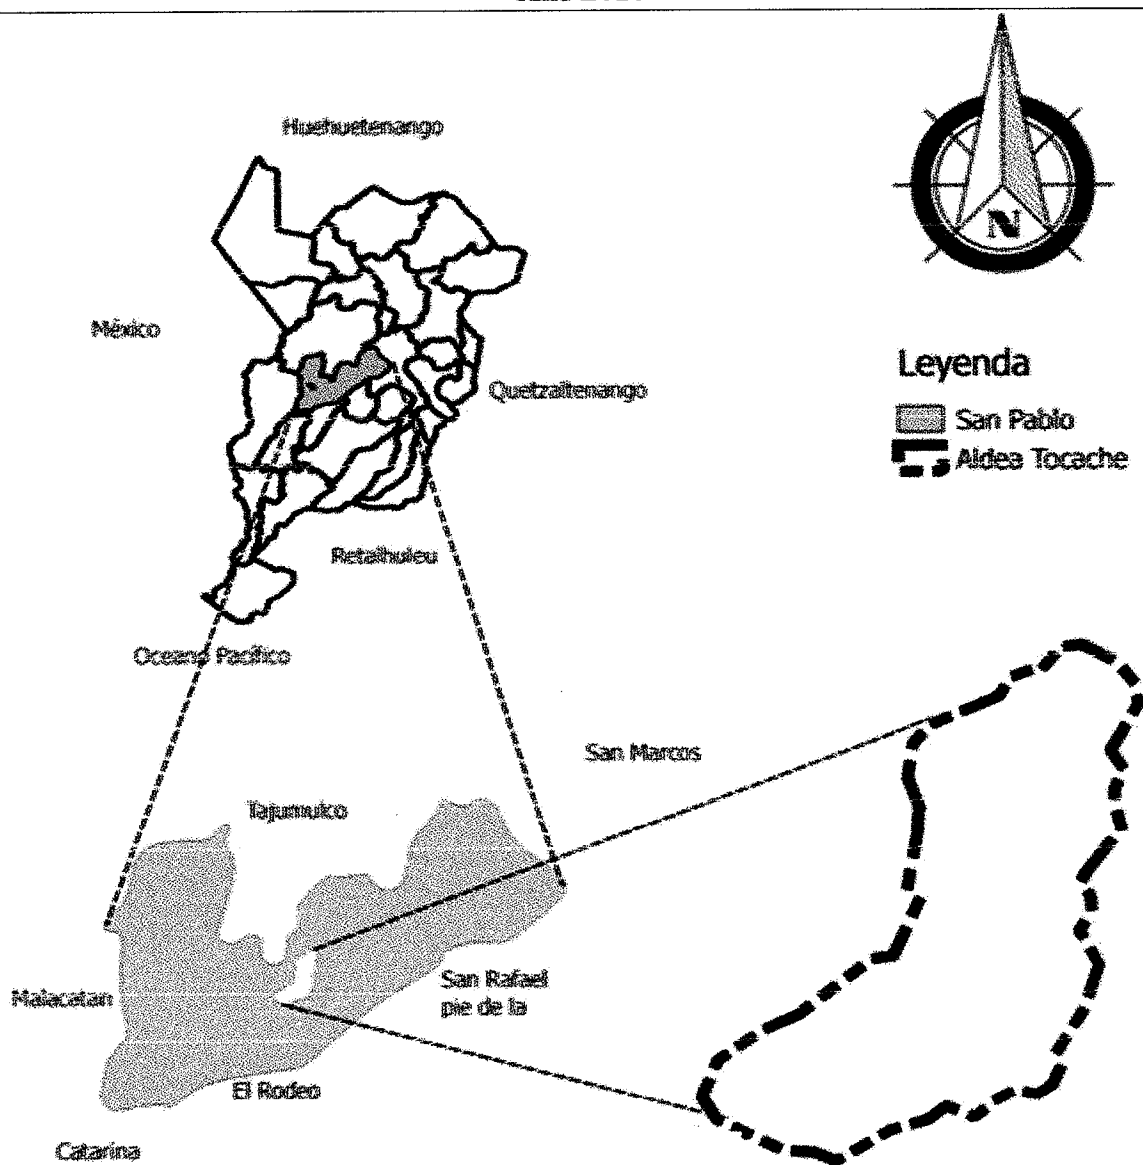 Huehuetenango
N
México
Leyenda
Quetzaltenango
San Pablo
Aldea Tocache
Retalhuleu
Oceano Pacífico
San Marcos
Tajumulco
San Rafael
pie de la
Malacatan
El Rodeo
Catarina